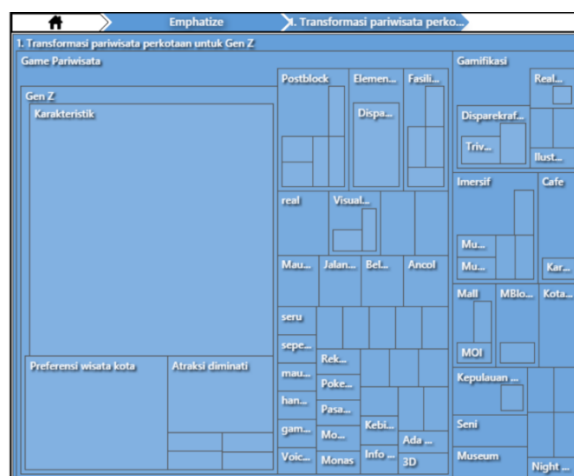 Emphatize
1. Transformasi pariwisata perko...
1. Transformasi pariwisata perkotaan untuk Gen Z
Game Pariwisata
Gen Z
Karakteristik
Preferensi wisata kota
Atraksi diminati
Postblock
Elemen...
Dispa...
Fasili...
real
Visual...
Mau...
Jalan...
Bel...
Ancol
seru
sepe...
mau...
han...
gam...
Voic...
Rek...
Poke...
Pasa...
Mo...
Monas
Kebi...
Info ...
Ada ...
3D
Gamifikasi
Real...
Disparekraf...
Triv...
Ilust...
Imersif
Mu...
Mu...
Cafe
Kar...
Mall
MOI
MBlo...
Kota...
Kepulauan ...
Seni
Museum
Night ...